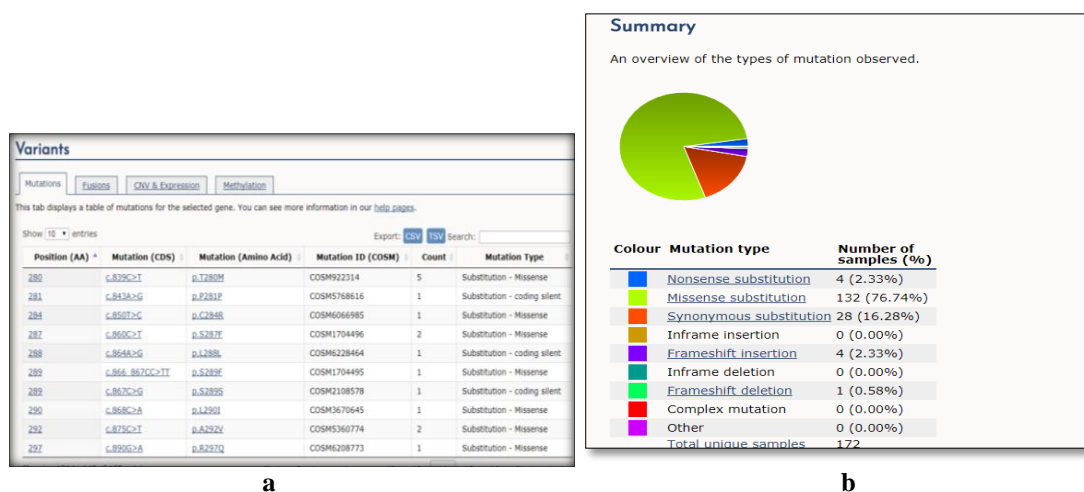 Variants
Mutations Fusions CNV & Expression Methylation
This tab displays a table of mutations for the selected gene. You can see more information in our help pages.
Show 10 entries Export: CSV TSV Search:
Position (AA) Mutation (CDS) Mutation (Amino Acid) Mutation ID (COSM) Count Mutation Type
280 c.839C>T p.T280M COSM922314 5 Substitution - Missense
281 c.843A>G p.P281P COSM5768616 1 Substitution - coding silent
284 c.850T>C p.C284R COSM6066985 1 Substitution - Missense
287 c.860C>T p.S287F COSM1704496 2 Substitution - Missense
288 c.864A>G p.L288L COSM6228464 1 Substitution - coding silent
289 c.866_867CC>TT p.S289F COSM1704495 1 Substitution - Missense
289 c.867C>G p.S289S COSM2108578 1 Substitution - coding silent
290 c.868C>A p.L290I COSM3670645 1 Substitution - Missense
292 c.875C>T p.A292V COSM5360774 2 Substitution - Missense
297 c.890G>A p.R297Q COSM6208773 1 Substitution - Missense
a
Summary
An overview of the types of mutation observed.
Colour Mutation type Number of
samples (%)
Nonsense substitution 4 (2.33%)
Missense substitution 132 (76.74%)
Synonymous substitution 28 (16.28%)
Inframe insertion 0 (0.00%)
Frameshift insertion 4 (2.33%)
Inframe deletion 0 (0.00%)
Frameshift deletion 1 (0.58%)
Complex mutation 0 (0.00%)
Other 0 (0.00%)
Total unique samples 172
b